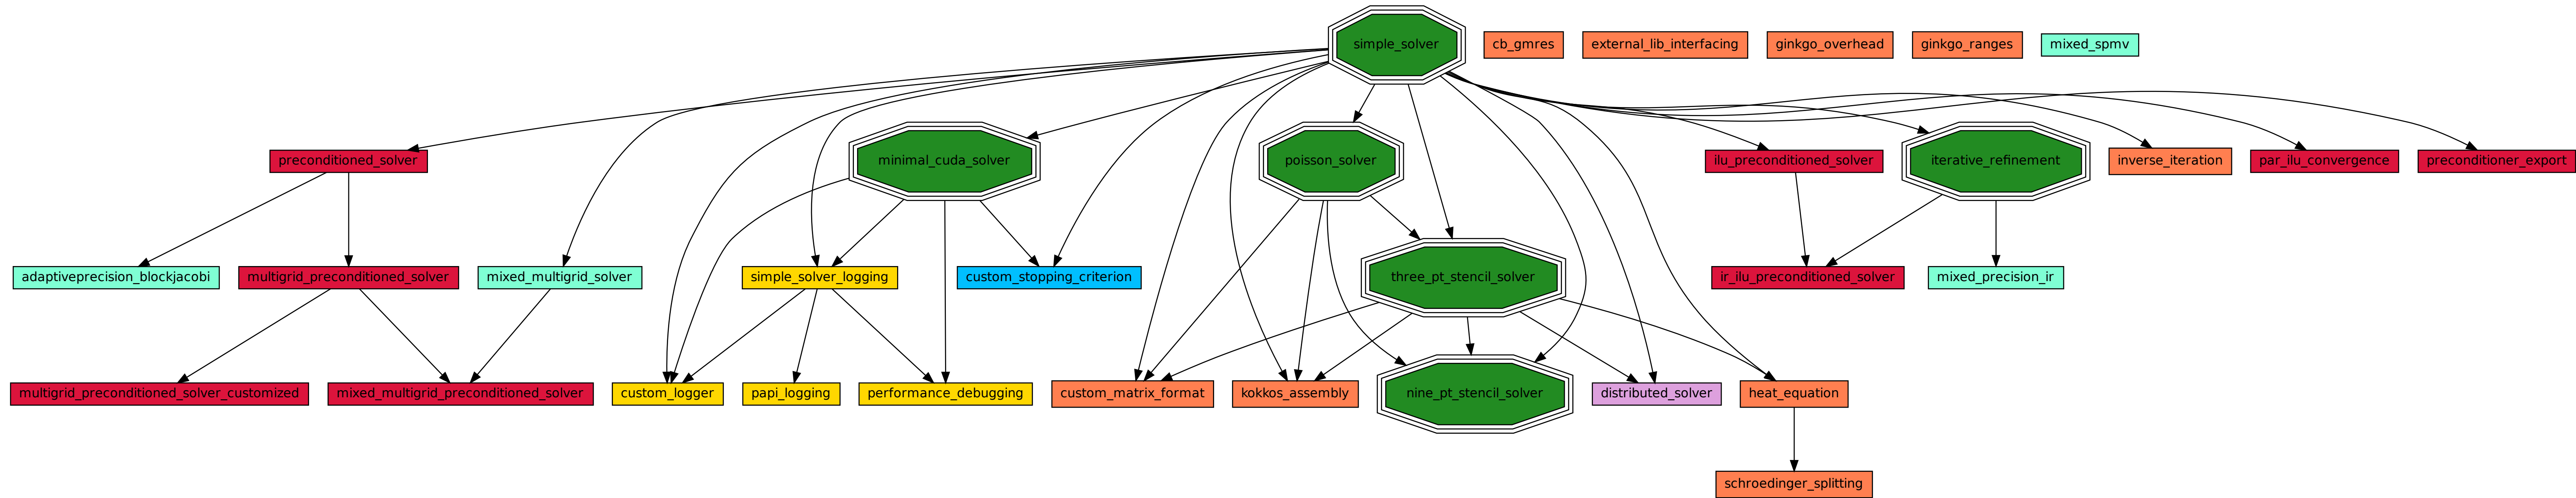 simple_solver
cb_gmres
external_lib_interfacing
ginkgo_overhead
ginkgo_ranges
mixed_spmv
preconditioned_solver
minimal_cuda_solver
poisson_solver
ilu_preconditioned_solver
iterative_refinement
inverse_iteration
par_ilu_convergence
preconditioner_export
adaptiveprecision_blockjacobi
multigrid_preconditioned_solver
mixed_multigrid_solver
simple_solver_logging
custom_stopping_criterion
three_pt_stencil_solver
ir_ilu_preconditioned_solver
mixed_precision_ir
multigrid_preconditioned_solver_customized
mixed_multigrid_preconditioned_solver
custom_logger
papi_logging
performance_debugging
custom_matrix_format
kokkos_assembly
nine_pt_stencil_solver
distributed_solver
heat_equation
schroedinger_splitting